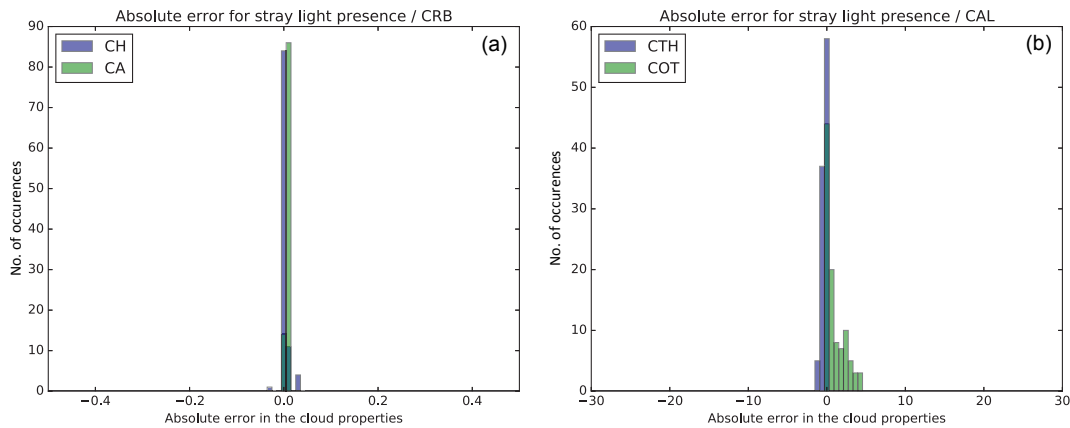 Absolute error for stray light presence / CRB
(a)
CH
CA
90
80
70
60
50
40
30
20
10
0
No. of occurences
−0.4
−0.2
0.0
0.2
0.4
Absolute error in the cloud properties
Absolute error for stray light presence / CAL
(b)
CTH
COT
60
50
40
30
20
10
0
No. of occurences
−30
−20
−10
0
10
20
30
Absolute error in the cloud properties